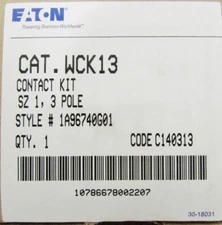 EATON
Powering Business Worldwide
CAT. WCK13
CONTACT KIT
SZ 1, 3 POLE
STYLE # 1A96740G01
QTY. 1 CODE C140313
10786678002207
30-18031